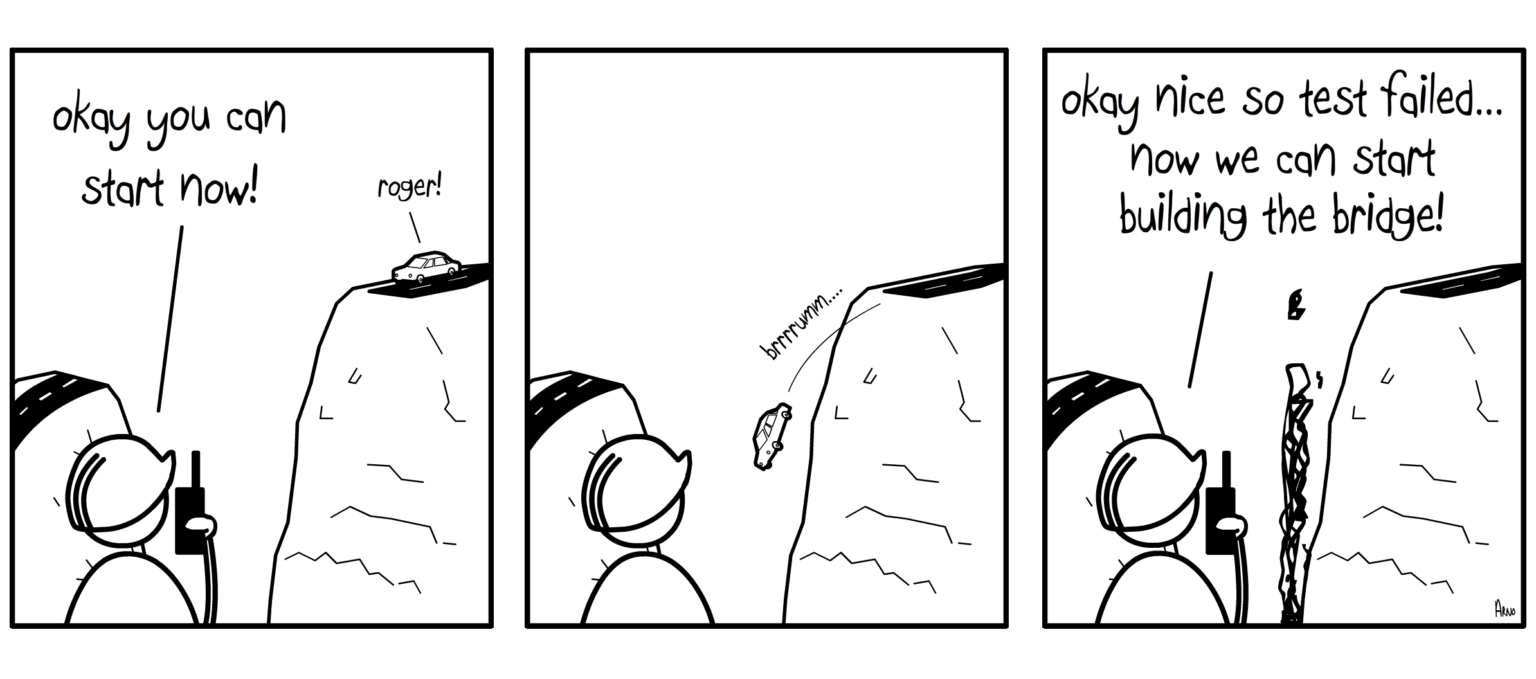 okay you can
start now!
roger!
brrrrumm....
okay nice so test failed...
now we can start
building the bridge!
Arno